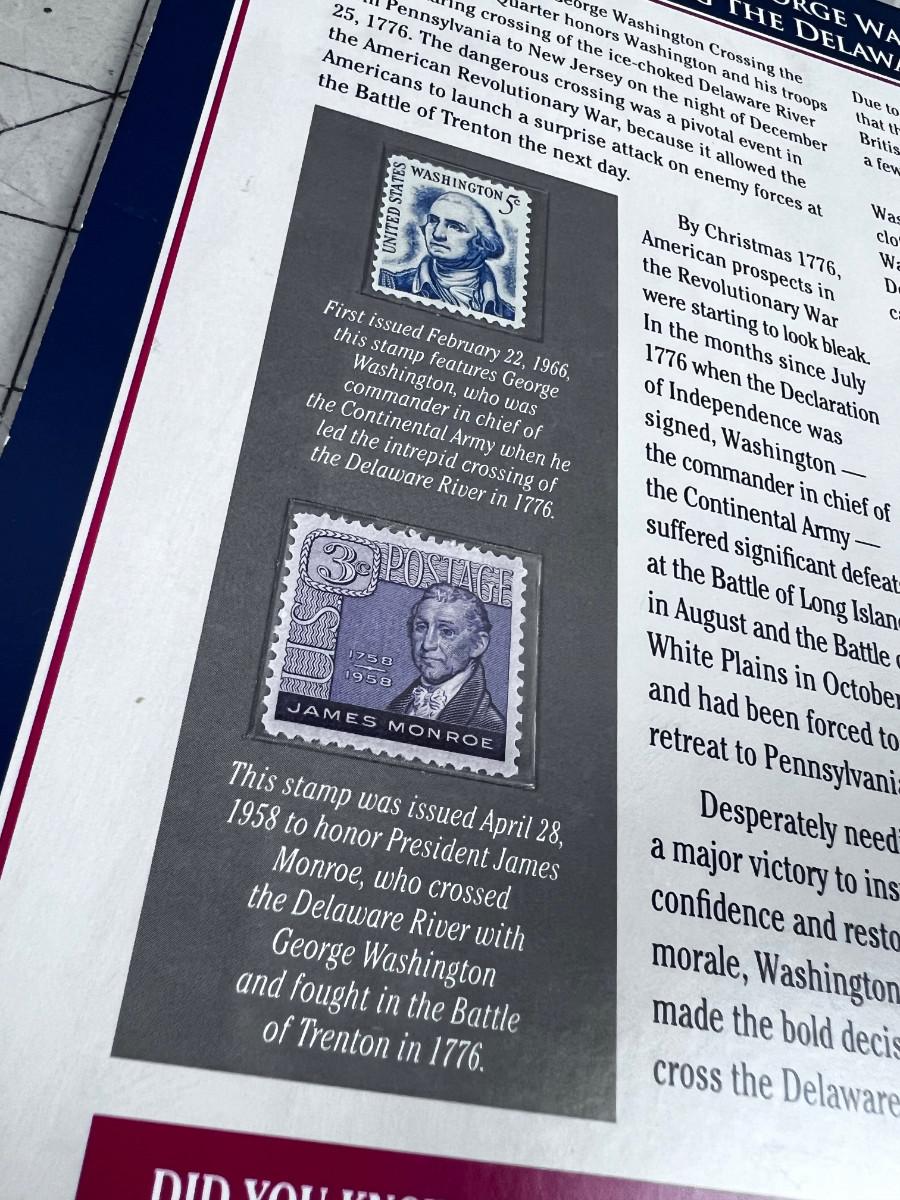 ORGE WA
THE DELAWA
George Washington Crossing the
Quarter honors Washington and his troops
crossing of the ice-choked Delaware River
Pennsylvania to New Jersey on the night of December
25, 1776. The dangerous crossing was a pivotal event in
the American Revolutionary War, because it allowed the
Americans to launch a surprise attack on enemy forces at
the Battle of Trenton the next day.
UNITED STATES
WASHINGTON 5c
First issued February 22, 1966,
this stamp features George
Washington, who was
commander in chief of
the Continental Army when he
led the intrepid crossing of
the Delaware River in 1776.
3c POSTAGE
US
1758
1958
JAMES MONROE
This stamp was issued April 28,
1958 to honor President James
Monroe, who crossed
the Delaware River with
George Washington
and fought in the Battle
of Trenton in 1776.
By Christmas 1776,
American prospects in
the Revolutionary War
were starting to look bleak.
In the months since July
1776 when the Declaration
of Independence was
signed, Washington —
the commander in chief of
the Continental Army —
suffered significant defeat
at the Battle of Long Islan
in August and the Battle
White Plains in October
and had been forced to
retreat to Pennsylvani
Desperately need
a major victory to ins
confidence and resto
morale, Washington
made the bold decis
cross the Delaware
Due to
that th
Britis
a few
Was
clo
Wa
De
ca
DID YOU KNO